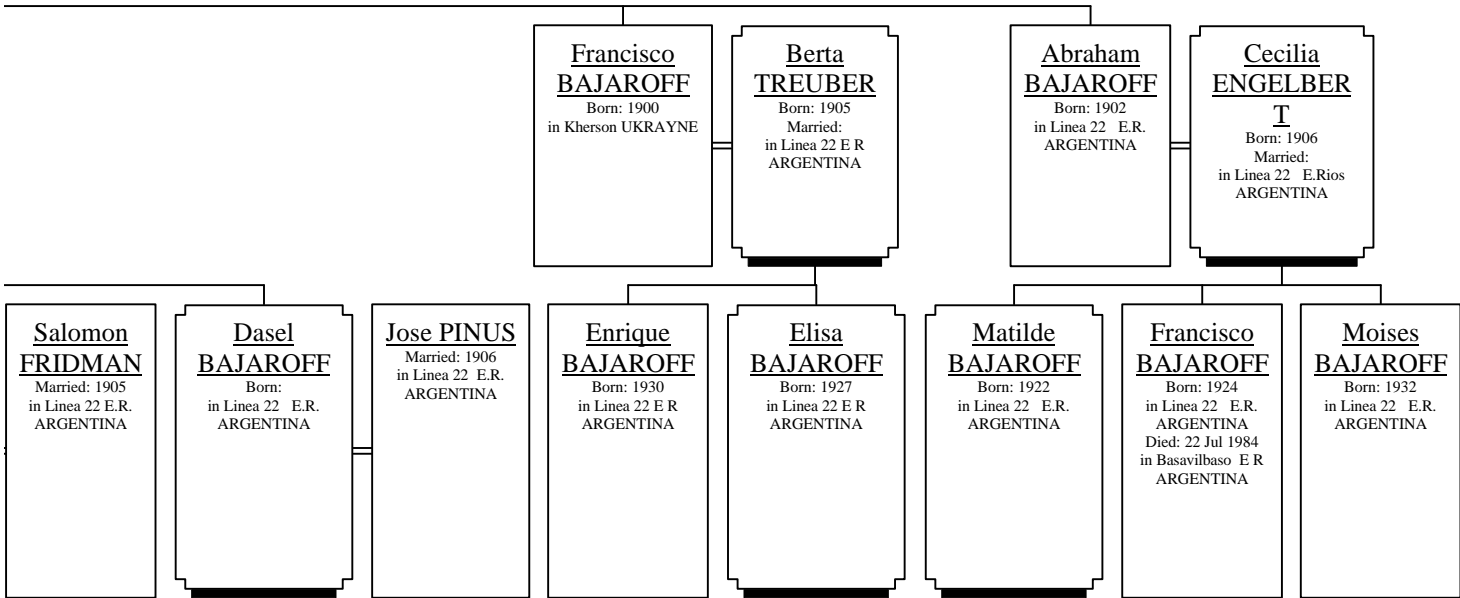 Francisco
BAJAROFF
Born: 1900
in Kherson UKRAYNE
Berta
TREUBER
Born: 1905
Married:
in Linea 22 E R
ARGENTINA
Abraham
BAJAROFF
Born: 1902
in Linea 22 E.R.
ARGENTINA
Cecilia
ENGELBER
T
Born: 1906
Married:
in Linea 22 E.Rios
ARGENTINA
Salomon
FRIDMAN
Married: 1905
in Linea 22 E.R.
ARGENTINA
Dasel
BAJAROFF
Born:
in Linea 22 E.R.
ARGENTINA
Jose PINUS
Married: 1906
in Linea 22 E.R.
ARGENTINA
Enrique
BAJAROFF
Born: 1930
in Linea 22 E R
ARGENTINA
Elisa
BAJAROFF
Born: 1927
in Linea 22 E R
ARGENTINA
Matilde
BAJAROFF
Born: 1922
in Linea 22 E.R.
ARGENTINA
Francisco
BAJAROFF
Born: 1924
in Linea 22 E.R.
ARGENTINA
Died: 22 Jul 1984
in Basavilbaso E R
ARGENTINA
Moises
BAJAROFF
Born: 1932
in Linea 22 E.R.
ARGENTINA